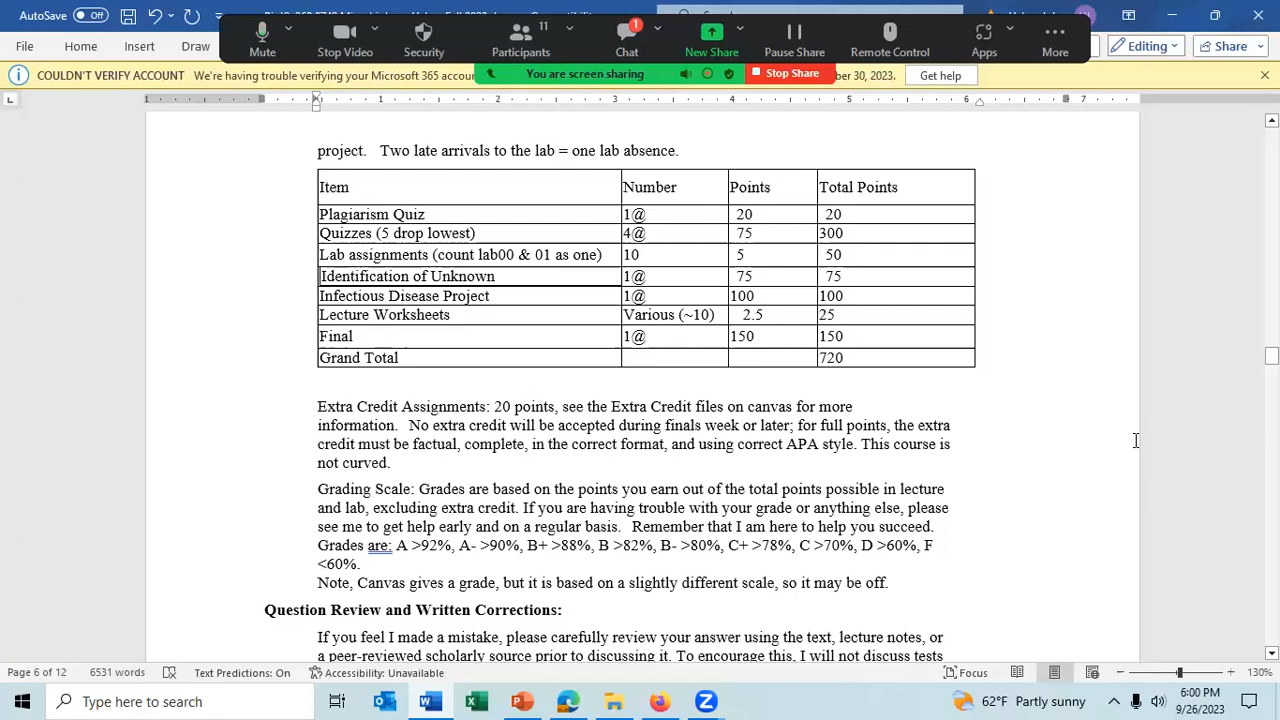 AutoSave Off
Search
11
1
Mute
Stop Video
Security
Participants
Chat
New Share
Pause Share
Remote Control
Apps
More
File Home Insert Draw
Editing Share
COULDN'T VERIFY ACCOUNT We're having trouble verifying your Microsoft 365 accou
ber 30, 2023. Get help
You are screen sharing Stop Share
1 1 2 3 4 5 6 7
project. Two late arrivals to the lab = one lab absence.
Item Number Points Total Points
Plagiarism Quiz 1@ 20 20
Quizzes (5 drop lowest) 4@ 75 300
Lab assignments (count lab00 & 01 as one) 10 5 50
Identification of Unknown 1@ 75 75
Infectious Disease Project 1@ 100 100
Lecture Worksheets Various (~10) 2.5 25
Final 1@ 150 150
Grand Total 720
Extra Credit Assignments: 20 points, see the Extra Credit files on canvas for more
information. No extra credit will be accepted during finals week or later; for full points, the extra
credit must be factual, complete, in the correct format, and using correct APA style. This course is
not curved.
Grading Scale: Grades are based on the points you earn out of the total points possible in lecture
and lab, excluding extra credit. If you are having trouble with your grade or anything else, please
see me to get help early and on a regular basis. Remember that I am here to help you succeed.
Grades are: A >92%, A- >90%, B+ >88%, B >82%, B- >80%, C+ >78%, C >70%, D >60%, F
<60%.
Note, Canvas gives a grade, but it is based on a slightly different scale, so it may be off.
Question Review and Written Corrections:
If you feel I made a mistake, please carefully review your answer using the text, lecture notes, or
a peer-reviewed scholarly source prior to discussing it. To encourage this, I will not discuss tests
Page 6 of 12 6531 words Text Predictions: On Accessibility: Unavailable Focus 130%
Type here to search 62°F Partly sunny 6:00 PM
9/26/2023